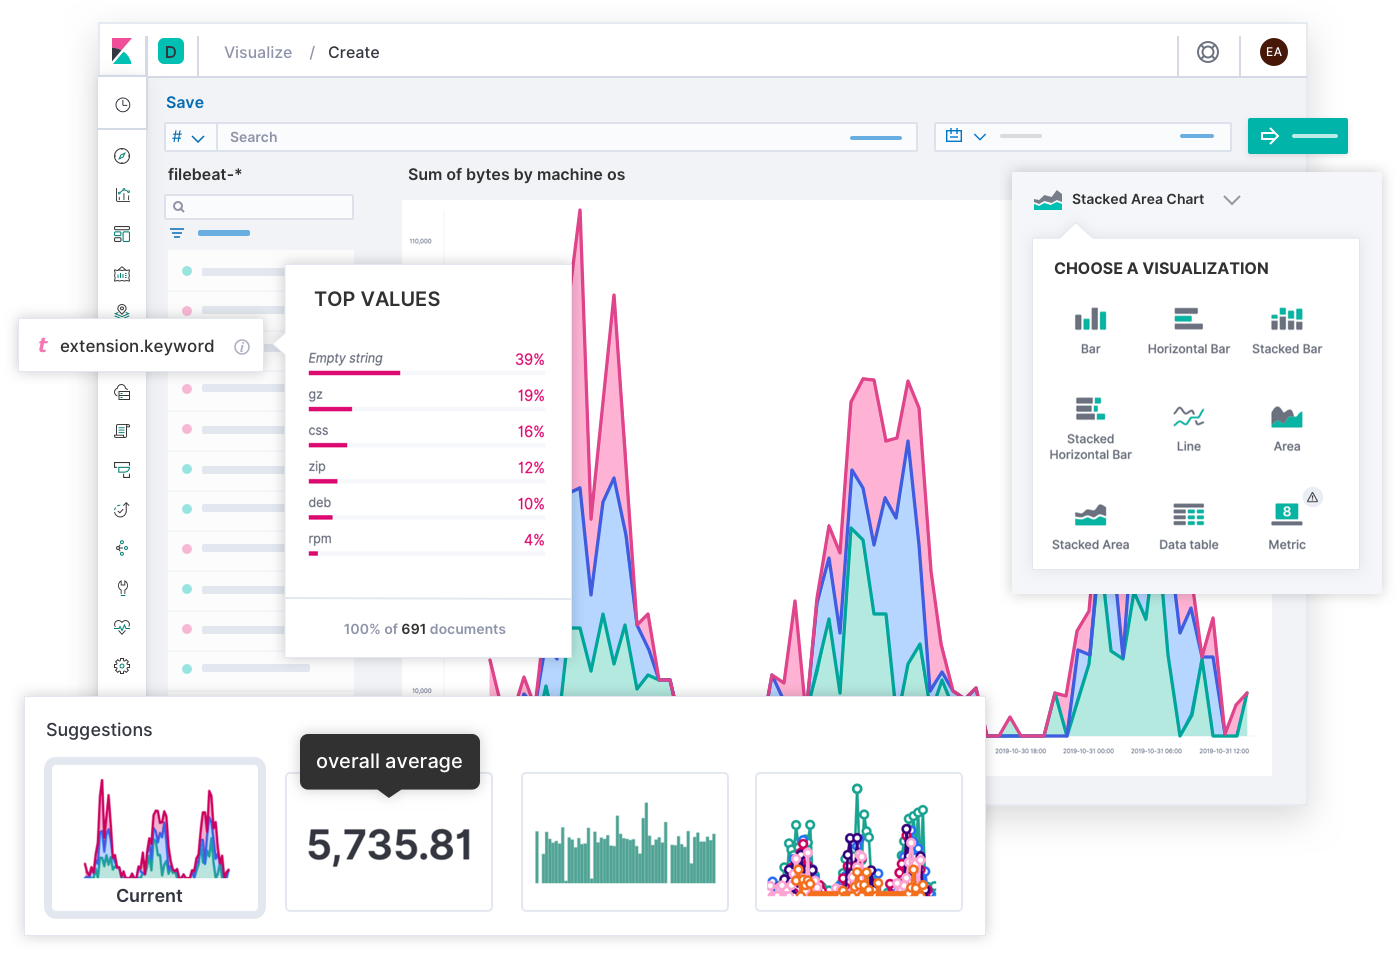 D
Visualize / Create
EA
Save
#
Search
filebeat-*
Sum of bytes by machine os
110,000
10,000
2019-10-30 18:00
2019-10-31 00:00
2019-10-31 06:00
2019-10-31 12:00
t extension.keyword i
TOP VALUES
Empty string 39%
gz 19%
css 16%
zip 12%
deb 10%
rpm 4%
100% of 691 documents
Stacked Area Chart
CHOOSE A VISUALIZATION
Bar
Horizontal Bar
Stacked Bar
Stacked
Horizontal Bar
Line
Area
Stacked Area
Data table
8
Metric
Suggestions
Current
overall average
5,735.81